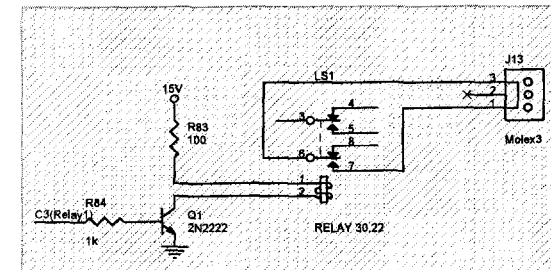 J13
LS1
3
2
1
Molex3
15V
4
3
5
8
6
7
R83
100
1
2
R84
C3(Relay1)
1k
Q1
2N2222
RELAY 30,22